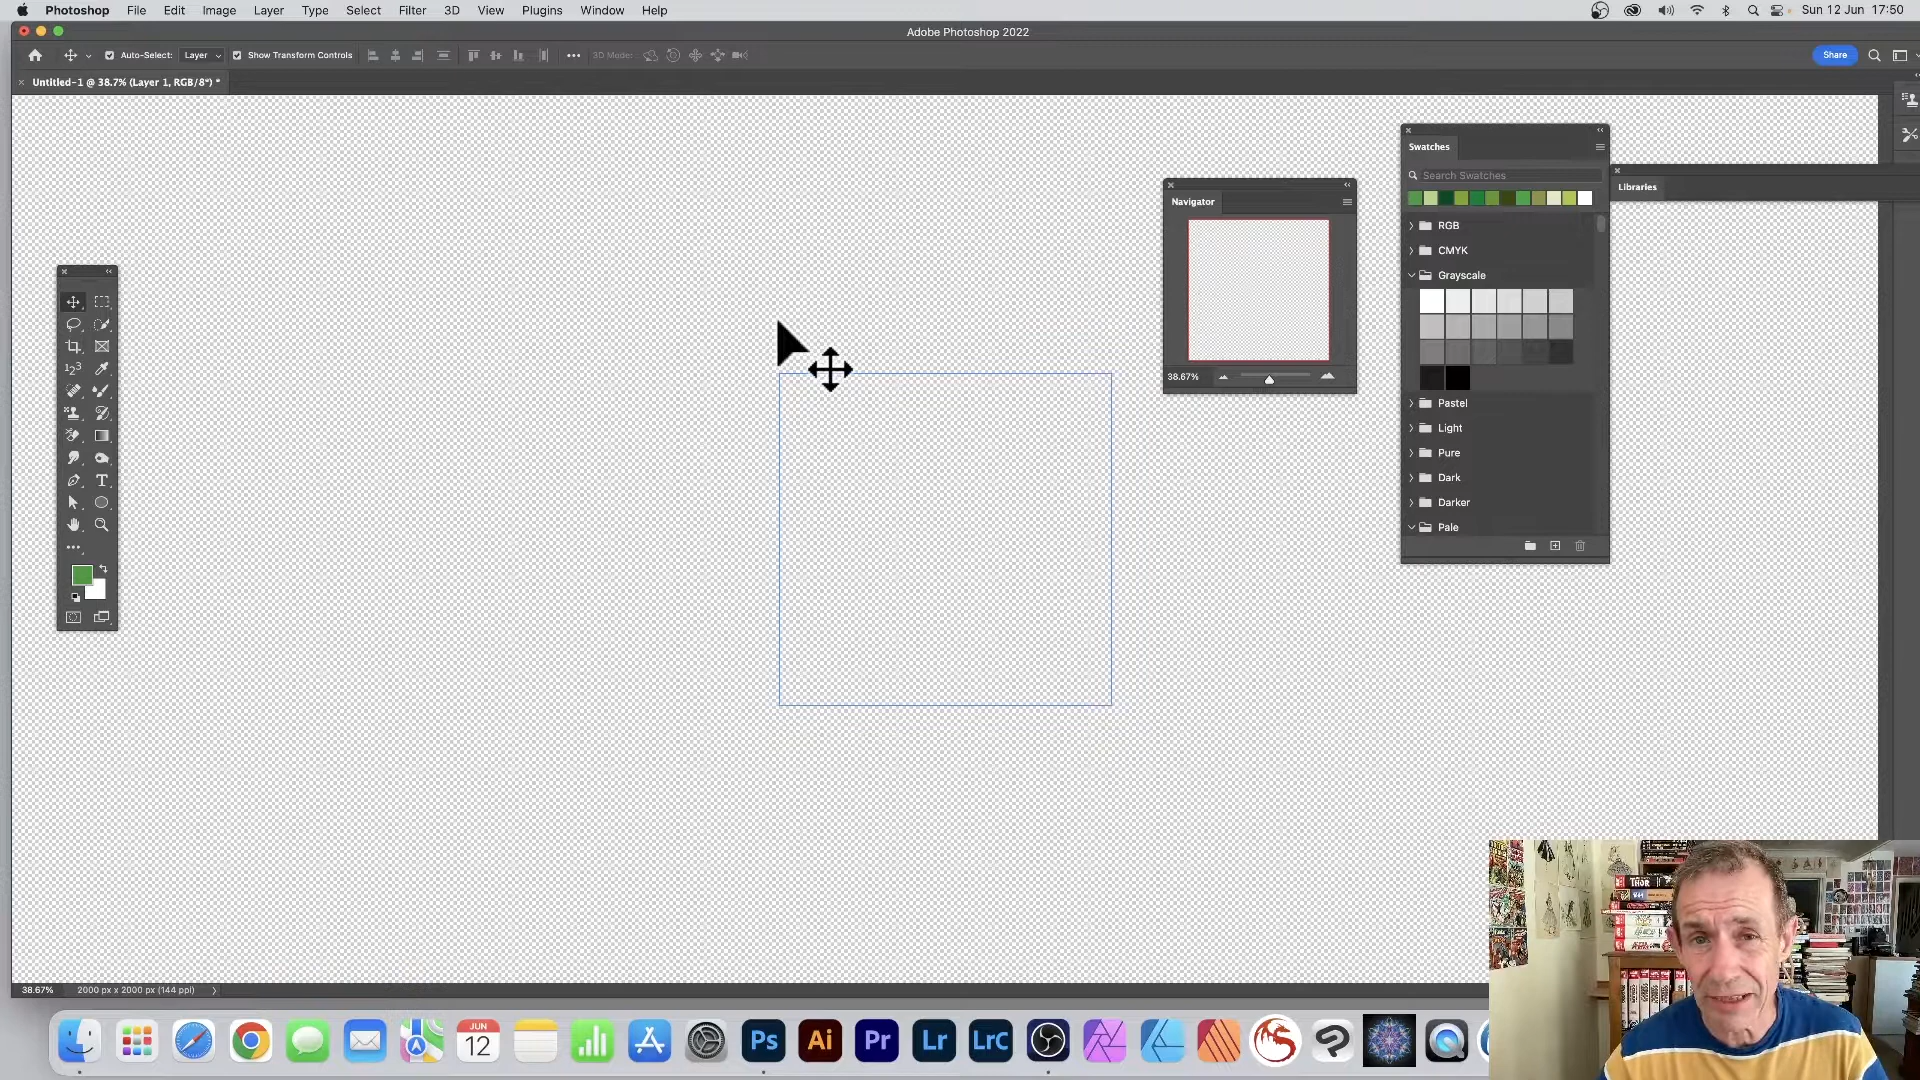 Photoshop File Edit Image Layer Type Select Filter 3D View Plugins Window Help Sun 12 Jun 17:50
Adobe Photoshop 2022
Auto-Select: Layer Show Transform Controls 3D Mode: Share
Untitled-1 @ 38.7% (Layer 1, RGB/8*) *
Swatches
Search Swatches
Libraries
Navigator
RGB
CMYK
Grayscale
38.67%
Pastel
Light
Pure
Dark
Darker
Pale
THOR
38.67% 2000 px x 2000 px (144 ppi)
JUN
12
Ps Ai Pr Lr LrC